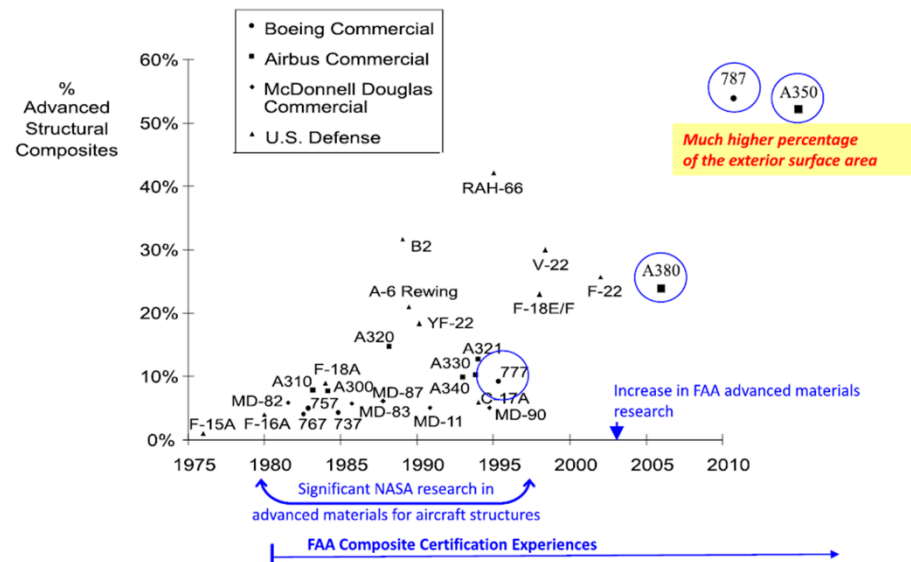 Boeing Commercial
Airbus Commercial
McDonnell Douglas
Commercial
U.S. Defense
%
Advanced
Structural
Composites
60%
50%
40%
30%
20%
10%
0%
787
A350
Much higher percentage
of the exterior surface area
RAH-66
B2
V-22
A-6 Rewing
F-22
A380
F-18E/F
YF-22
A320
A321
A330
777
F-18A
A310
A300
A340
MD-87
C-17A
MD-82
757
MD-83
MD-90
F-15A
F-16A
767
737
MD-11
Increase in FAA advanced materials
research
1975
1980
1985
1990
1995
2000
2005
2010
Significant NASA research in
advanced materials for aircraft structures
FAA Composite Certification Experiences